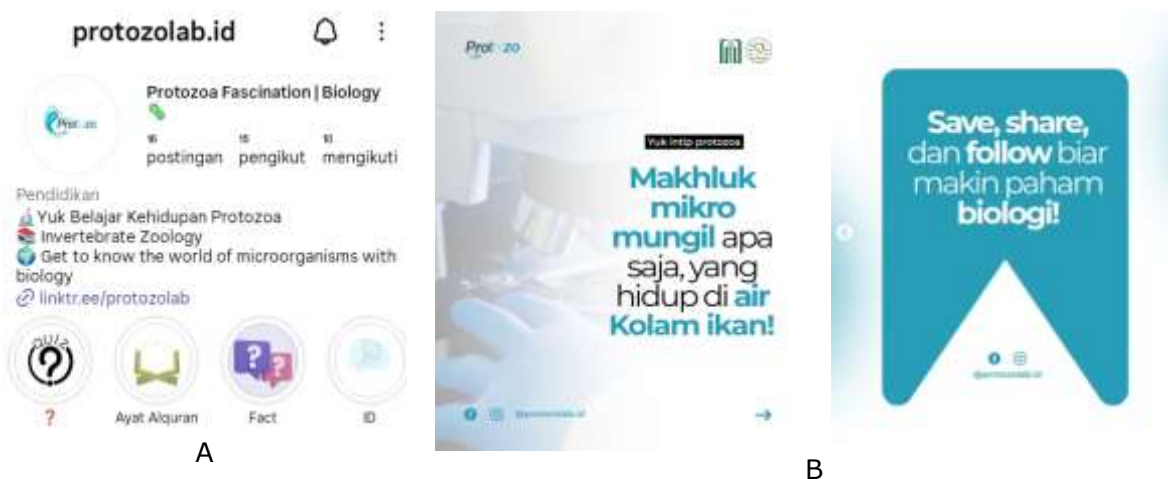 protozolab.id
Protozoa Fascination | Biology
postingan pengikut mengikuti
Pendidikan
Yuk Belajar Kehidupan Protozoa
Invertebrate Zoology
Get to know the world of microorganisms with
biology
linktr.ee/protozolab
QUIZ
?
Ayat Alquran
Fact
ID
A
Yuk intip protozoa
Makhluk
mikro
mungil apa
saja, yang
hidup di air
Kolam ikan!
Save, share,
dan follow biar
makin paham
biologi!
B